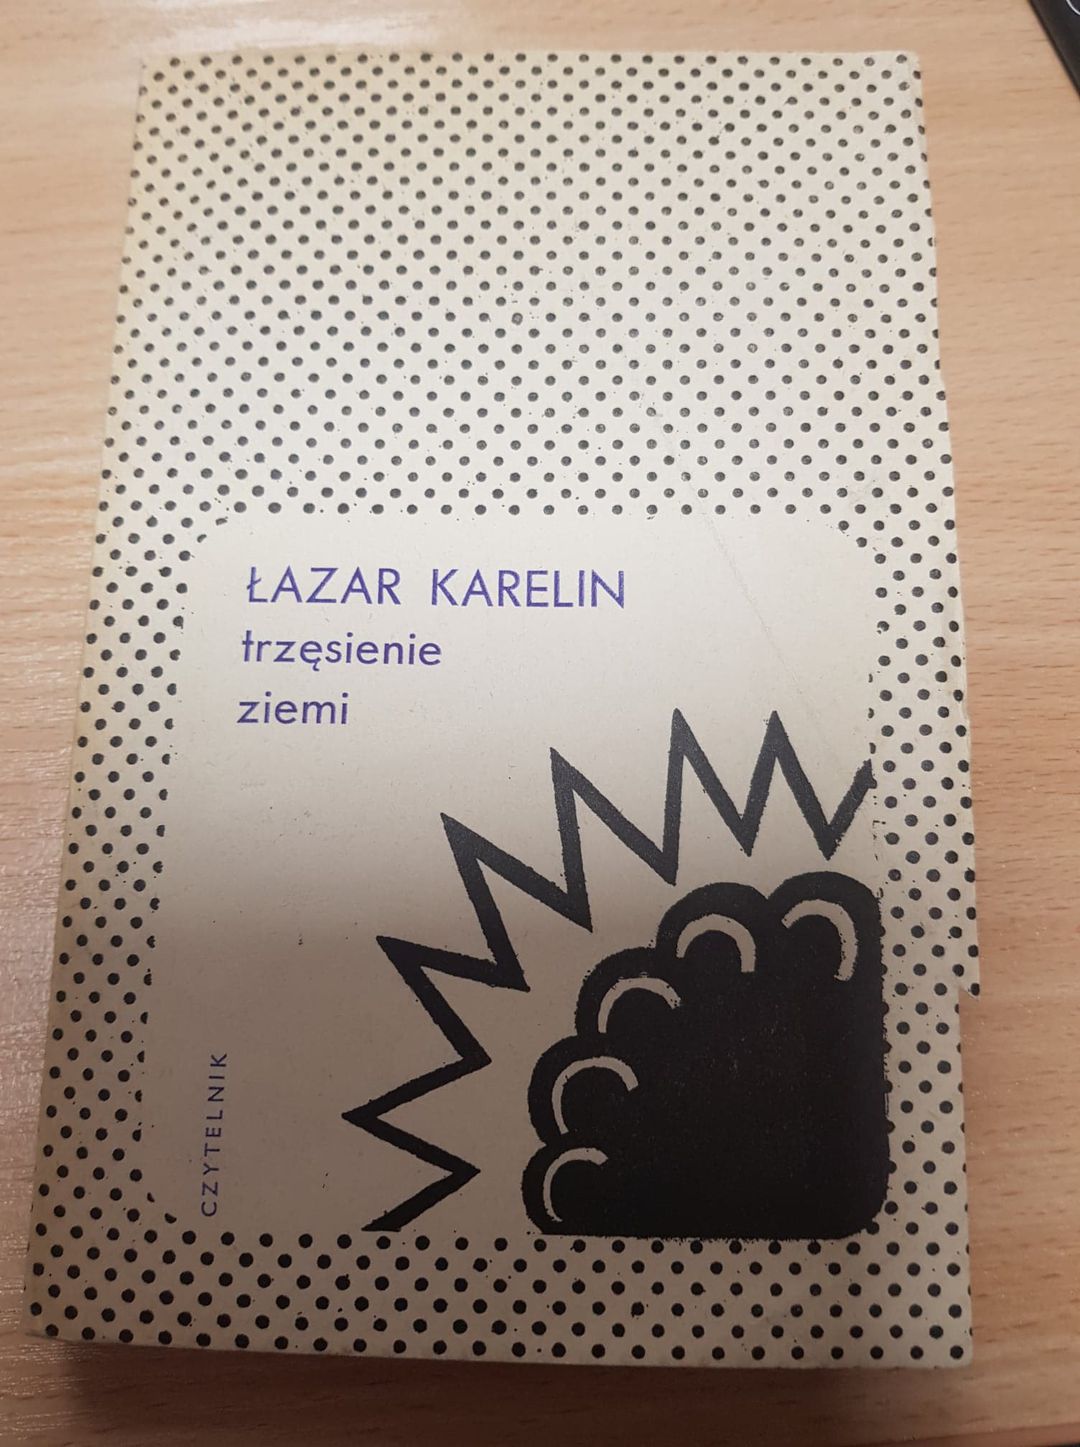 ŁAZAR KARELIN
trzęsienie
ziemi
CZYTELNIK